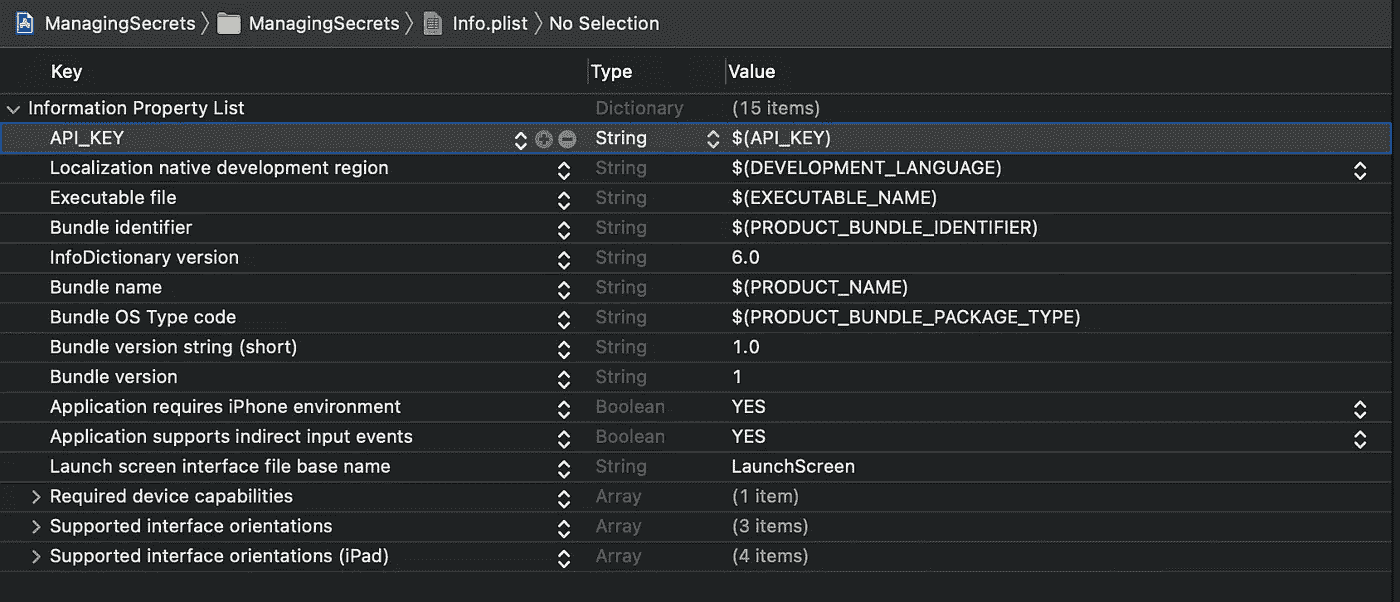 ManagingSecrets ManagingSecrets Info.plist No Selection
Key Type Value
Information Property List Dictionary (15 items)
API_KEY String $(API_KEY)
Localization native development region String $(DEVELOPMENT_LANGUAGE)
Executable file String $(EXECUTABLE_NAME)
Bundle identifier String $(PRODUCT_BUNDLE_IDENTIFIER)
InfoDictionary version String 6.0
Bundle name String $(PRODUCT_NAME)
Bundle OS Type code String $(PRODUCT_BUNDLE_PACKAGE_TYPE)
Bundle version string (short) String 1.0
Bundle version String 1
Application requires iPhone environment Boolean YES
Application supports indirect input events Boolean YES
Launch screen interface file base name String LaunchScreen
Required device capabilities Array (1 item)
Supported interface orientations Array (3 items)
Supported interface orientations (iPad) Array (4 items)